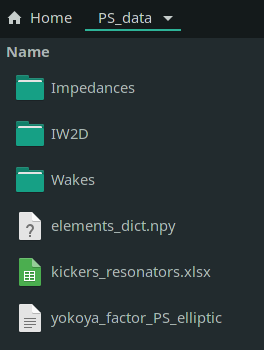 Home PS_data
Name
Impedances
IW2D
Wakes
elements_dict.npy
kickers_resonators.xlsx
yokoya_factor_PS_elliptic